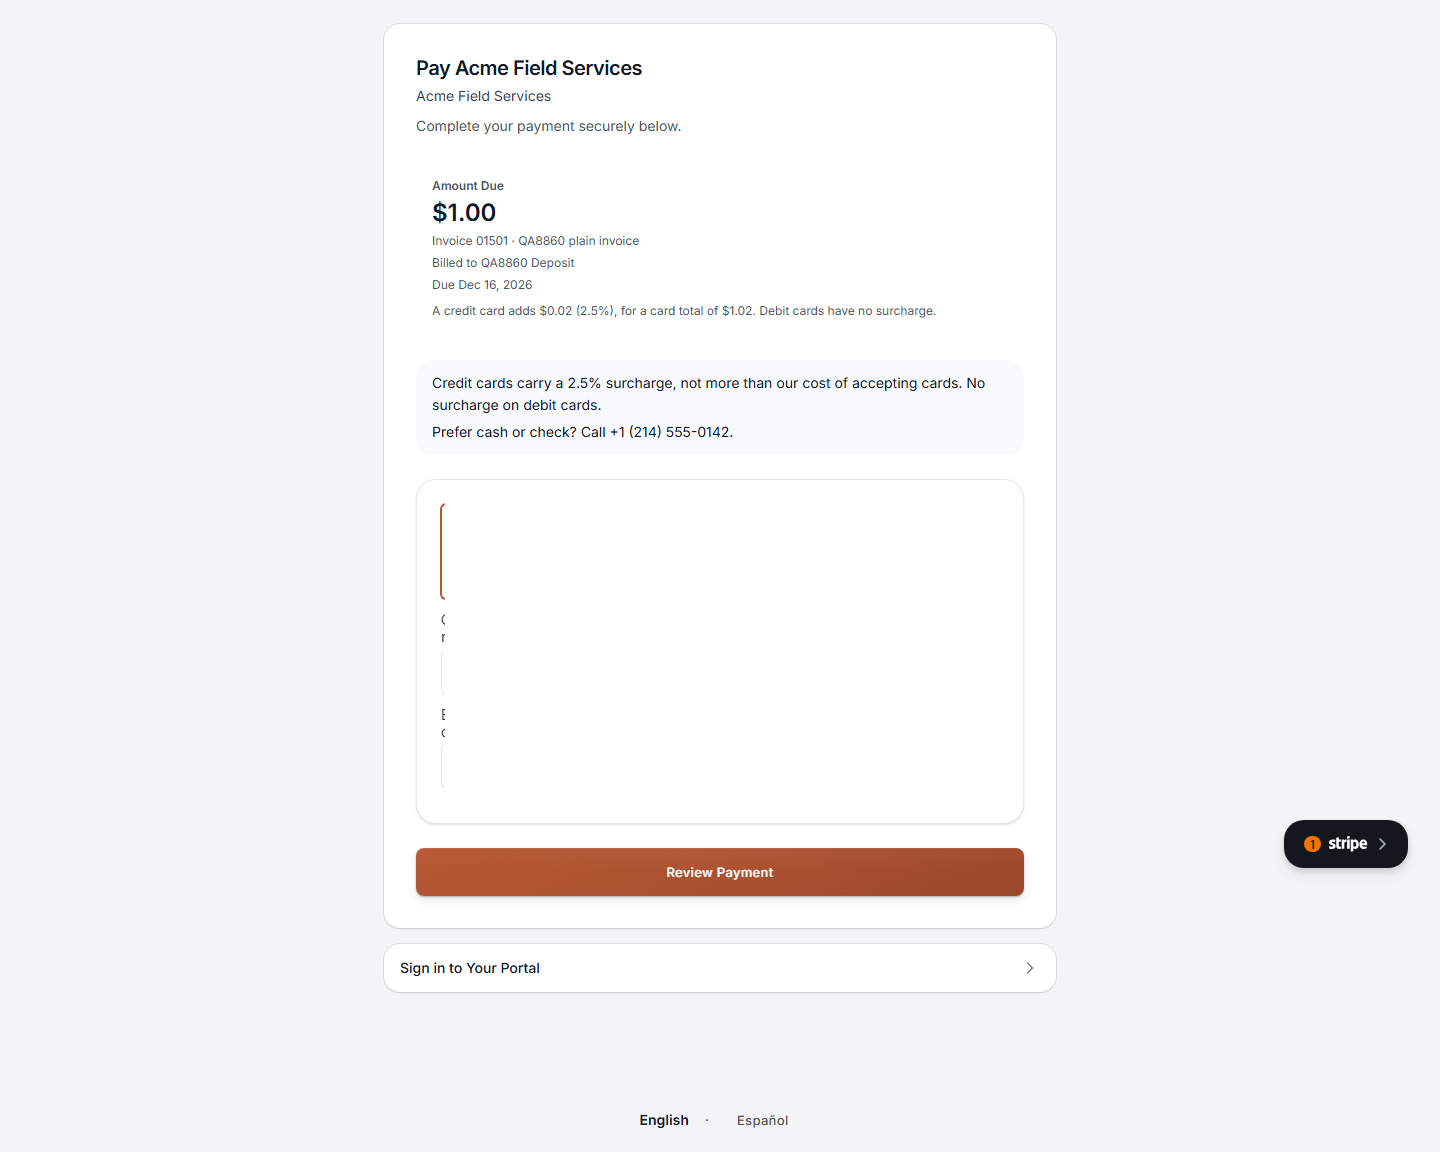 Pay Acme Field Services
Acme Field Services
Complete your payment securely below.
Amount Due
$1.00
Invoice 01501 · QA8860 plain invoice
Billed to QA8860 Deposit
Due Dec 16, 2026
A credit card adds $0.02 (2.5%), for a card total of $1.02. Debit cards have no surcharge.
Credit cards carry a 2.5% surcharge, not more than our cost of accepting cards. No
surcharge on debit cards.
Prefer cash or check? Call +1 (214) 555-0142.
1 stripe
Review Payment
Sign in to Your Portal
English · Español